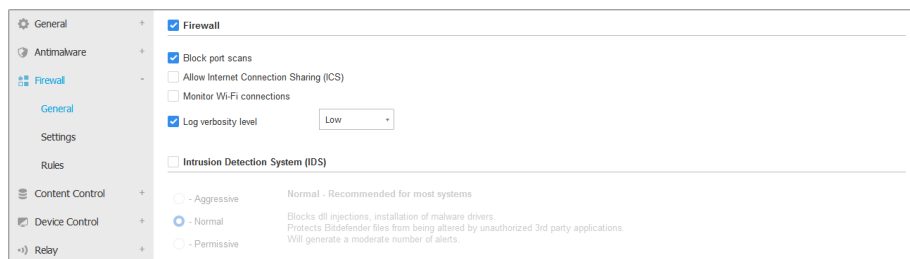 General +
Antimalware +
Firewall -
General
Settings
Rules
Content Control +
Device Control +
Relay +
Firewall
Block port scans
Allow Internet Connection Sharing (ICS)
Monitor Wi-Fi connections
Log verbosity level Low
Intrusion Detection System (IDS)
- Aggressive
- Normal
- Permissive
Normal - Recommended for most systems
Blocks dll injections, installation of malware drivers.
Protects Bitdefender files from being altered by unauthorized 3rd party applications.
Will generate a moderate number of alerts.